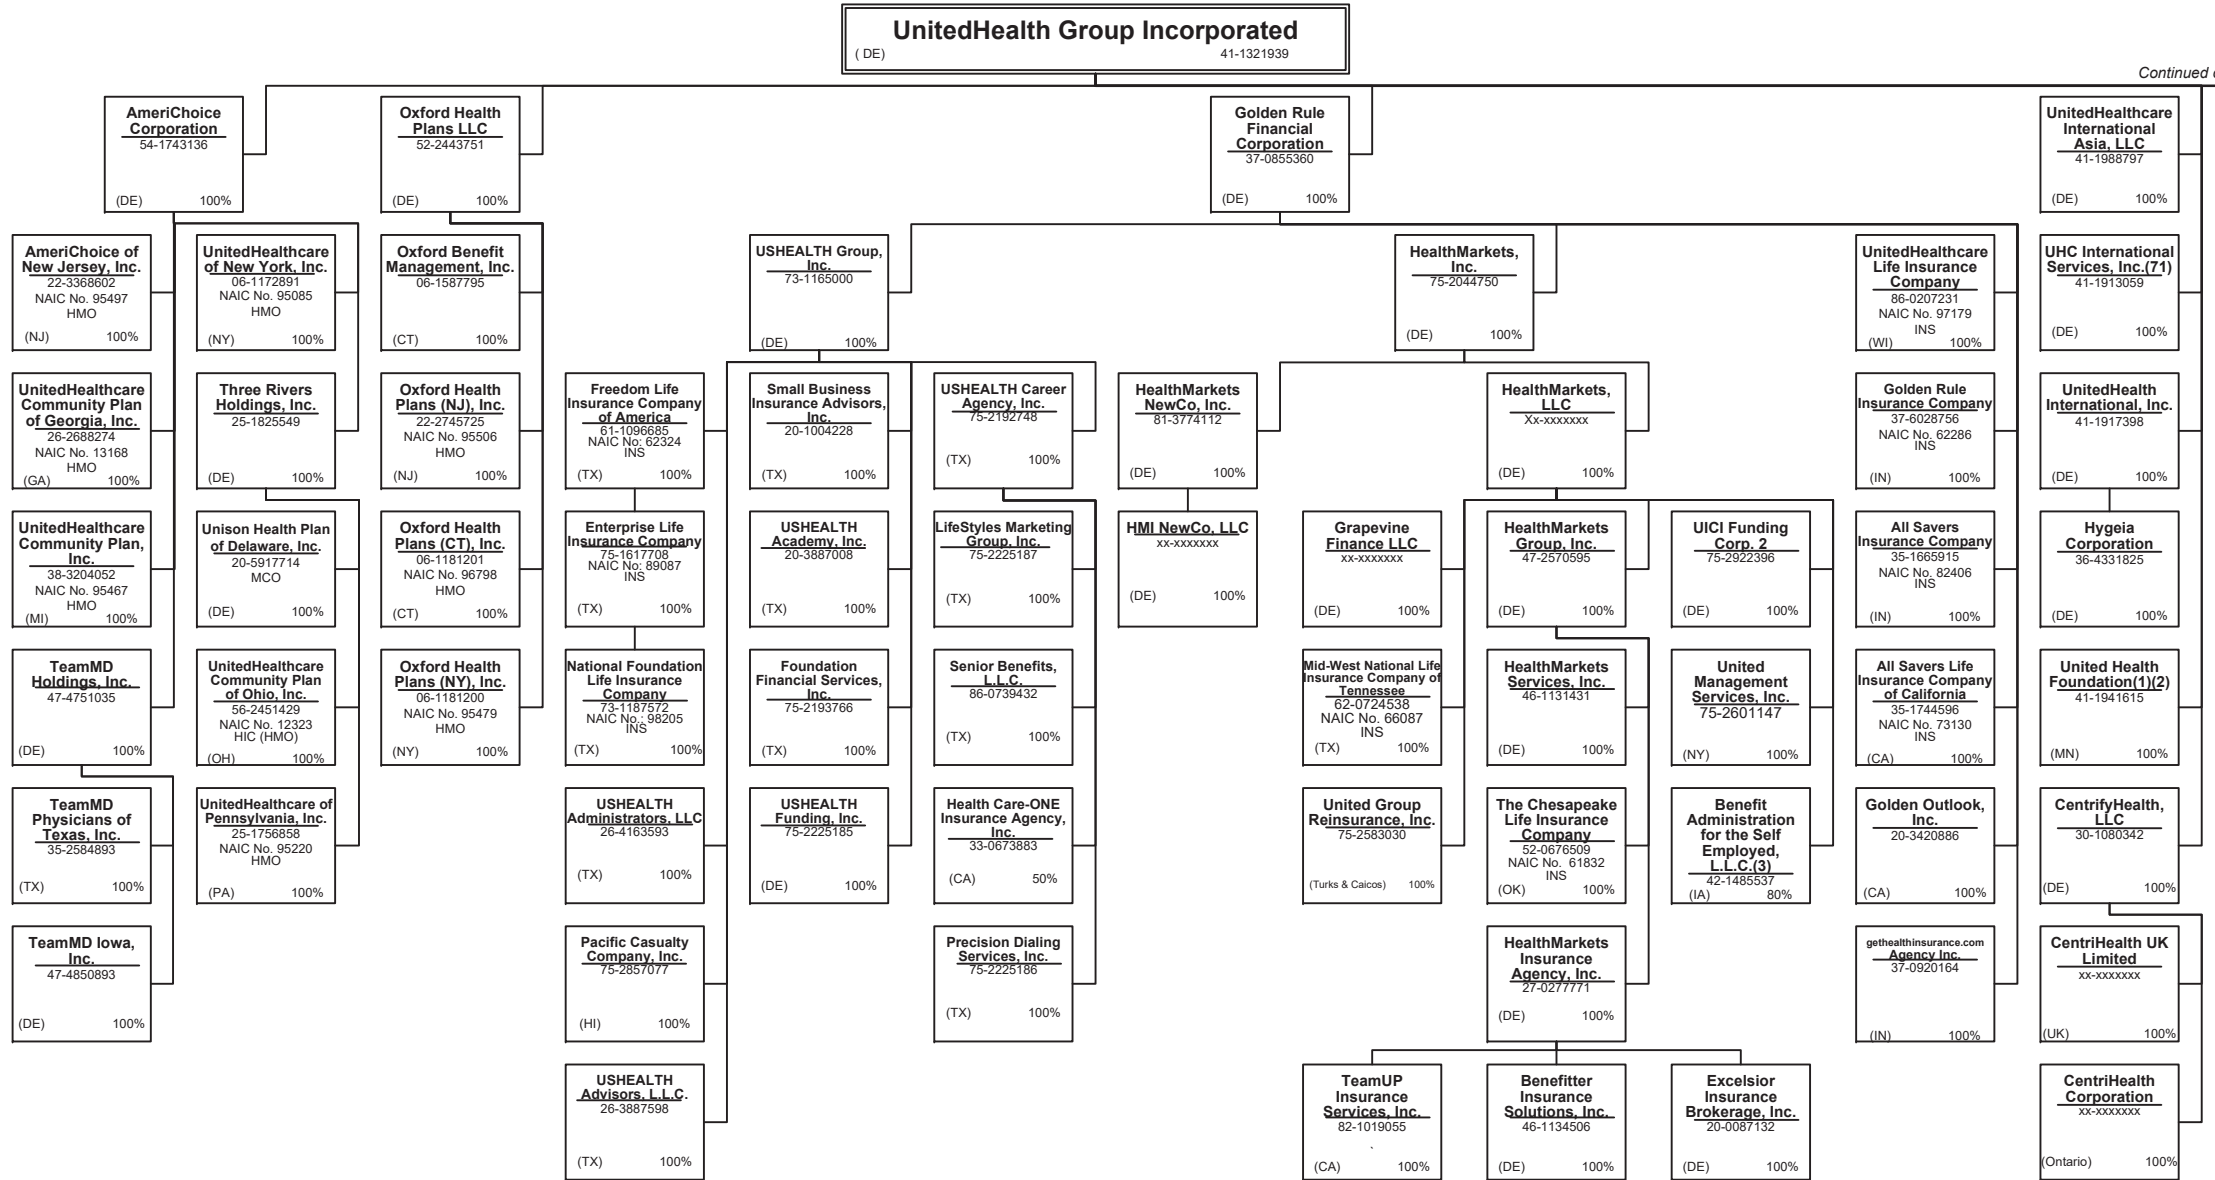 UnitedHealth Group Incorporated
( DE) 41-1321939
Continued o
AmeriChoice
Corporation
54-1743136
(DE) 100%
Oxford Health
Plans LLC
52-2443751
(DE) 100%
Golden Rule
Financial
Corporation
37-0855360
(DE) 100%
UnitedHealthcare
International
Asia, LLC
41-1988797
(DE) 100%
AmeriChoice of
New Jersey, Inc.
22-3368602
NAIC No. 95497
HMO
(NJ) 100%
UnitedHealthcare
of New York, Inc.
06-1172891
NAIC No. 95085
HMO
(NY) 100%
Oxford Benefit
Management, Inc.
06-1587795
(CT) 100%
USHEALTH Group,
Inc.
73-1165000
(DE) 100%
HealthMarkets,
Inc.
75-2044750
(DE) 100%
UnitedHealthcare
Life Insurance
Company
86-0207231
NAIC No. 97179
INS
(WI) 100%
UHC International
Services, Inc.(71)
41-1913059
(DE) 100%
UnitedHealthcare
Community Plan
of Georgia, Inc.
26-2688274
NAIC No. 13168
HMO
(GA) 100%
Three Rivers
Holdings, Inc.
25-1825549
(DE) 100%
Oxford Health
Plans (NJ), Inc.
22-2745725
NAIC No. 95506
HMO
(NJ) 100%
Freedom Life
Insurance Company
of America
61-1096685
NAIC No: 62324
INS
(TX) 100%
Small Business
Insurance Advisors,
Inc.
20-1004228
(TX) 100%
USHEALTH Career
Agency, Inc.
75-2192748
(TX) 100%
HealthMarkets
NewCo, Inc.
81-3774112
(DE) 100%
HealthMarkets,
LLC
Xx-xxxxxxx
(DE) 100%
Golden Rule
Insurance Company
37-6028756
NAIC No. 62286
INS
(IN) 100%
UnitedHealth
International, Inc.
41-1917398
(DE) 100%
UnitedHealthcare
Community Plan,
Inc.
38-3204052
NAIC No. 95467
HMO
(MI) 100%
Unison Health Plan
of Delaware, Inc.
20-5917714
MCO
(DE) 100%
Oxford Health
Plans (CT), Inc.
06-1181201
NAIC No. 96798
HMO
(CT) 100%
Enterprise Life
Insurance Company
75-1617708
NAIC No: 89087
INS
(TX) 100%
USHEALTH
Academy, Inc.
20-3887008
(TX) 100%
LifeStyles Marketing
Group, Inc.
75-2225187
(TX) 100%
HMI NewCo, LLC
xx-xxxxxxx
(DE) 100%
Grapevine
Finance LLC
xx-xxxxxxx
(DE) 100%
HealthMarkets
Group, Inc.
47-2570595
(DE) 100%
UICI Funding
Corp. 2
75-2922396
(DE) 100%
All Savers
Insurance Company
35-1665915
NAIC No. 82406
INS
(IN) 100%
Hygeia
Corporation
36-4331825
(DE) 100%
TeamMD
Holdings, Inc.
47-4751035
(DE) 100%
UnitedHealthcare
Community Plan
of Ohio, Inc.
56-2451429
NAIC No. 12323
HIC (HMO)
(OH) 100%
Oxford Health
Plans (NY), Inc.
06-1181200
NAIC No. 95479
HMO
(NY) 100%
National Foundation
Life Insurance
Company
73-1187572
NAIC No.: 98205
INS
(TX) 100%
Foundation
Financial Services,
Inc.
75-2193766
(TX) 100%
Senior Benefits,
L.L.C.
86-0739432
(TX) 100%
Mid-West National Life
Insurance Company of
Tennessee
62-0724538
NAIC No. 66087
INS
(TX) 100%
HealthMarkets
Services, Inc.
46-1131431
(DE) 100%
United
Management
Services, Inc.
75-2601147
(NY) 100%
All Savers Life
Insurance Company
of California
35-1744596
NAIC No. 73130
INS
(CA) 100%
United Health
Foundation(1)(2)
41-1941615
(MN) 100%
TeamMD
Physicians of
Texas, Inc.
35-2584893
(TX) 100%
UnitedHealthcare of
Pennsylvania, Inc.
25-1756858
NAIC No. 95220
HMO
(PA) 100%
USHEALTH
Administrators, LLC
26-4163593
(TX) 100%
USHEALTH
Funding, Inc.
75-2225185
(DE) 100%
Health Care-ONE
Insurance Agency,
Inc.
33-0673883
(CA) 50%
United Group
Reinsurance, Inc.
75-2583030
(Turks & Caicos) 100%
The Chesapeake
Life Insurance
Company
52-0676509
NAIC No. 61832
INS
(OK) 100%
Benefit
Administration
for the Self
Employed,
L.L.C.(3)
42-1485537
(IA) 80%
Golden Outlook,
Inc.
20-3420886
(CA) 100%
CentrifyHealth,
LLC
30-1080342
(DE) 100%
TeamMD Iowa,
Inc.
47-4850893
(DE) 100%
Pacific Casualty
Company, Inc.
75-2857077
(HI) 100%
Precision Dialing
Services, Inc.
75-2225186
(TX) 100%
HealthMarkets
Insurance
Agency, Inc.
27-0277771
(DE) 100%
gethealthinsurance.com
Agency Inc.
37-0920164
(IN) 100%
CentriHealth UK
Limited
xx-xxxxxxx
(UK) 100%
USHEALTH
Advisors, L.L.C.
26-3887598
(TX) 100%
TeamUP
Insurance
Services, Inc.
82-1019055
`
(CA) 100%
Benefitter
Insurance
Solutions, Inc.
46-1134506
(DE) 100%
Excelsior
Insurance
Brokerage, Inc.
20-0087132
(DE) 100%
CentriHealth
Corporation
xx-xxxxxxx
(Ontario) 100%